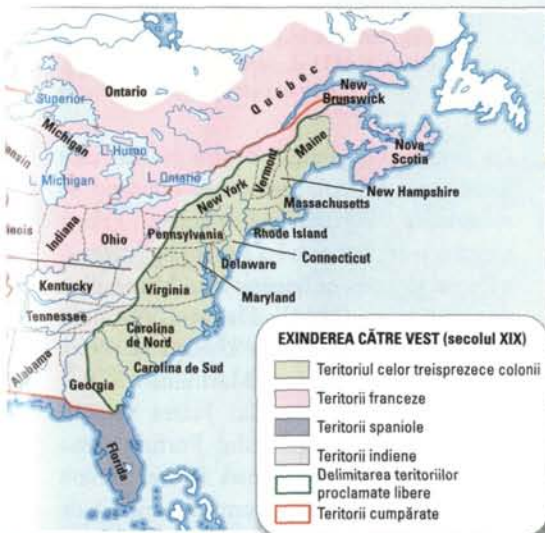 Ontario
Québec
New
Brunswick
L. Superior
Michigan
L. Huron
Maine
Nova
Scotia
L. Michigan
L. Ontario
Vermont
New York
New Hampshire
Massachusetts
Indiana
Ohio
Pennsylvania
Rhode Island
Connecticut
Delaware
Kentucky
Virginia
Maryland
Tennessee
Carolina
de Nord
Alabama
Carolina de Sud
Georgia
Florida
EXINDEREA CĂTRE VEST (secolul XIX)
Teritoriul celor treisprezece colonii
Teritorii franceze
Teritorii spaniole
Teritorii indiene
Delimitarea teritoriilor
proclamate libere
Teritorii cumpărate